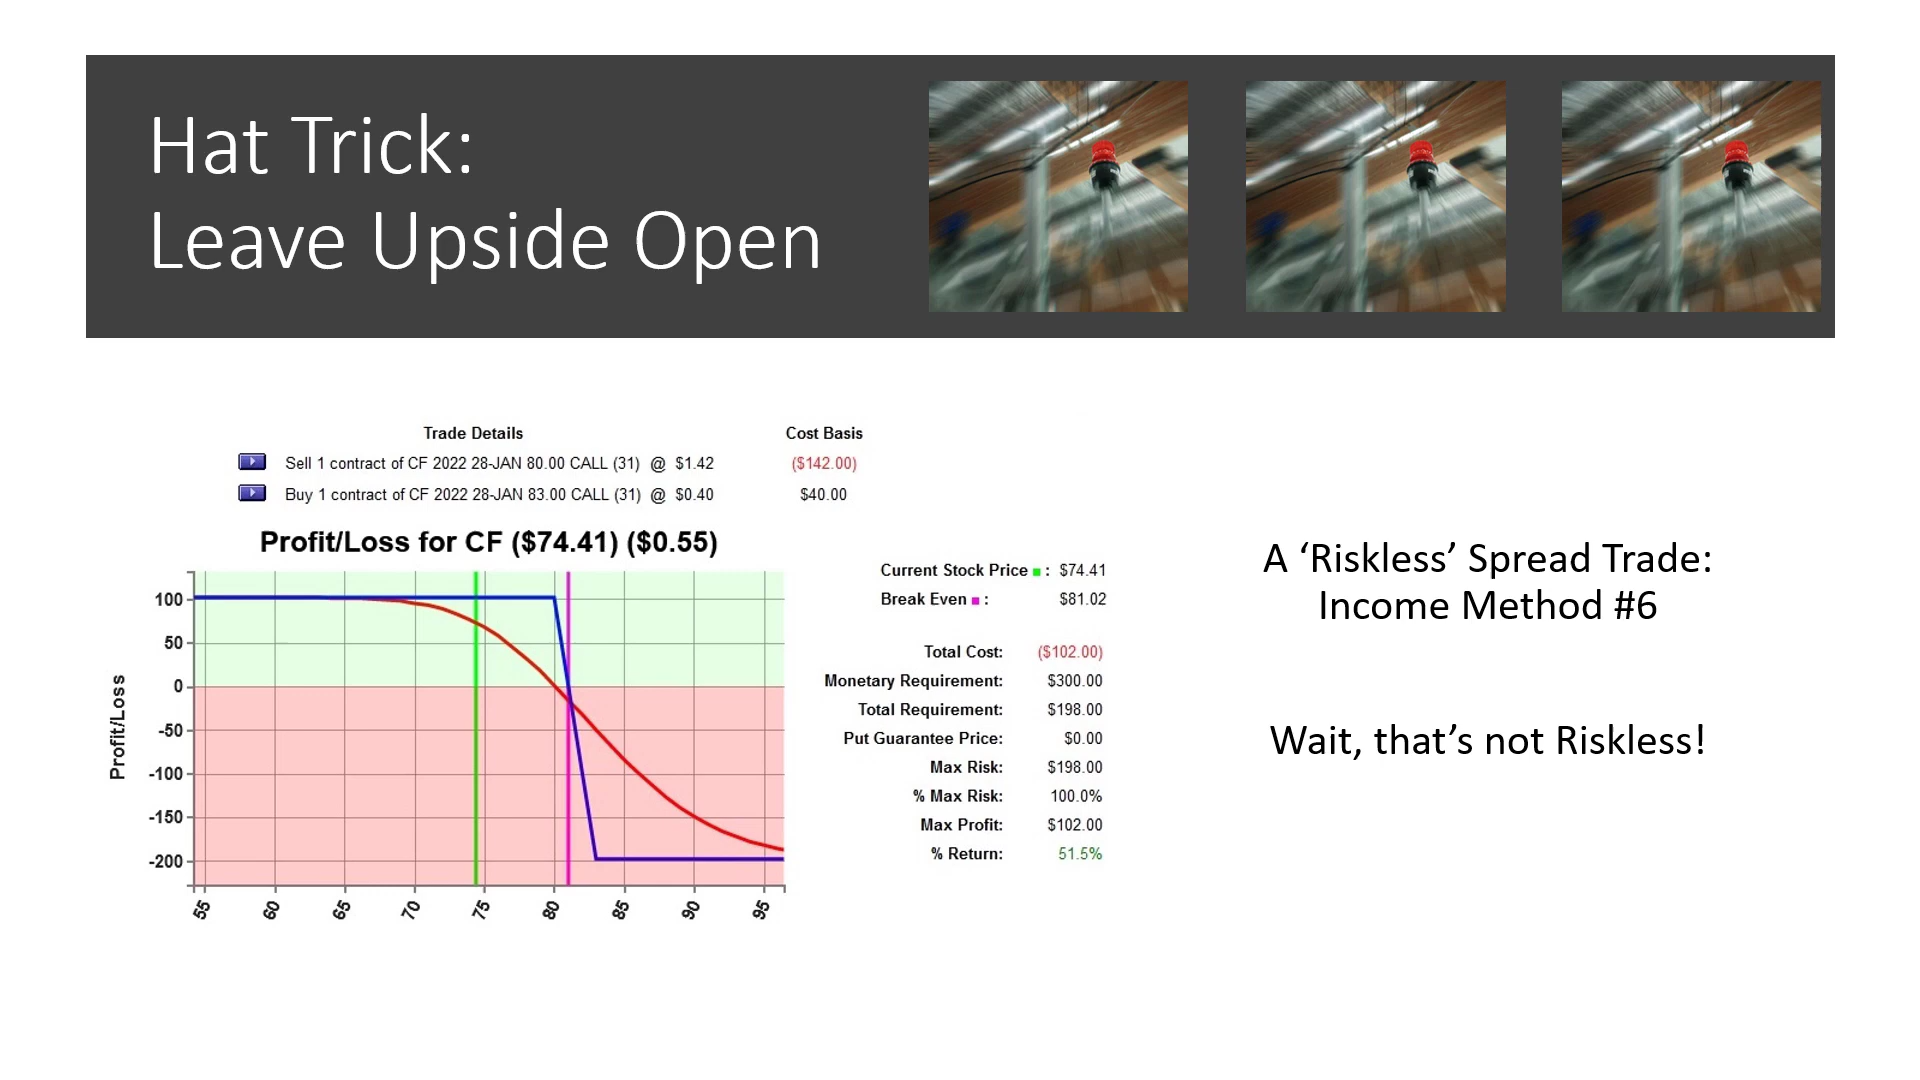 Hat Trick:
Leave Upside Open
Trade Details Cost Basis
Sell 1 contract of CF 2022 28-JAN 80.00 CALL (31) @ $1.42 ($142.00)
Buy 1 contract of CF 2022 28-JAN 83.00 CALL (31) @ $0.40 $40.00
Profit/Loss for CF ($74.41) ($0.55)
Profit/Loss
100
50
0
-50
-100
-150
-200
55 60 65 70 75 80 85 90 95
Current Stock Price : $74.41
Break Even : $81.02
Total Cost: ($102.00)
Monetary Requirement: $300.00
Total Requirement: $198.00
Put Guarantee Price: $0.00
Max Risk: $198.00
% Max Risk: 100.0%
Max Profit: $102.00
% Return: 51.5%
A ‘Riskless’ Spread Trade:
Income Method #6
Wait, that’s not Riskless!